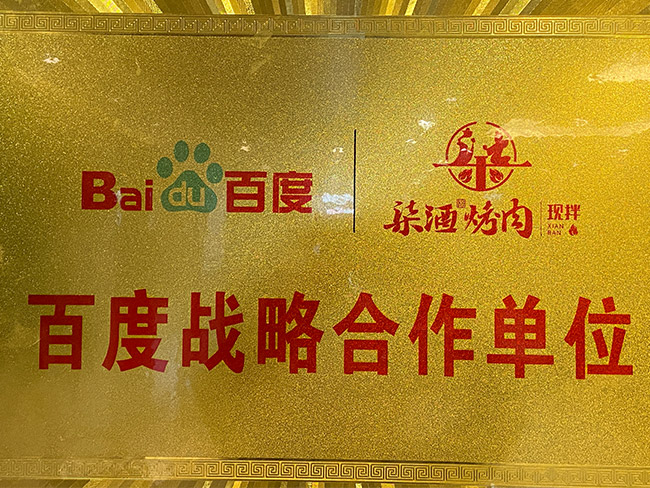 Bai du 百度
柒酒烤肉 现拌
XIAN
BAN
百度战略合作单位